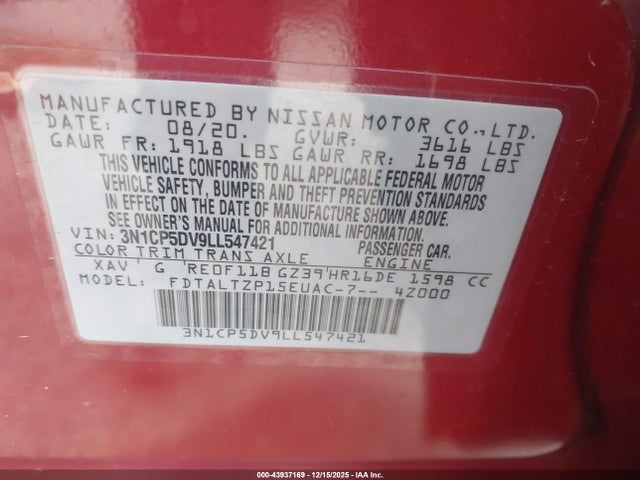 MANUFACTURED BY NISSAN MOTOR CO.,LTD.
DATE: 08/20. GVWR: 3616 LBS
GAWR FR: 1918 LBS GAWR RR: 1698 LBS
THIS VEHICLE CONFORMS TO ALL APPLICABLE FEDERAL MOTOR
VEHICLE SAFETY, BUMPER AND THEFT PREVENTION STANDARDS
IN EFFECT ON THE DATE OF MANUFACTURE SHOWN ABOVE.
SEE OWNER'S MANUAL FOR ADDITIONAL INFORMATION.
VIN: 3N1CP5DV9LL547421 PASSENGER CAR.
COLOR TRIM TRANS AXLE ENGINE
XAV G RE0F11B GZ39 HR16DE 1598 CC
MODEL: FDTALTZP15EUAC-7-- 4Z000
3N1CP5DV9LL547421
000-43937169 - 12/15/2025 - IAA Inc.